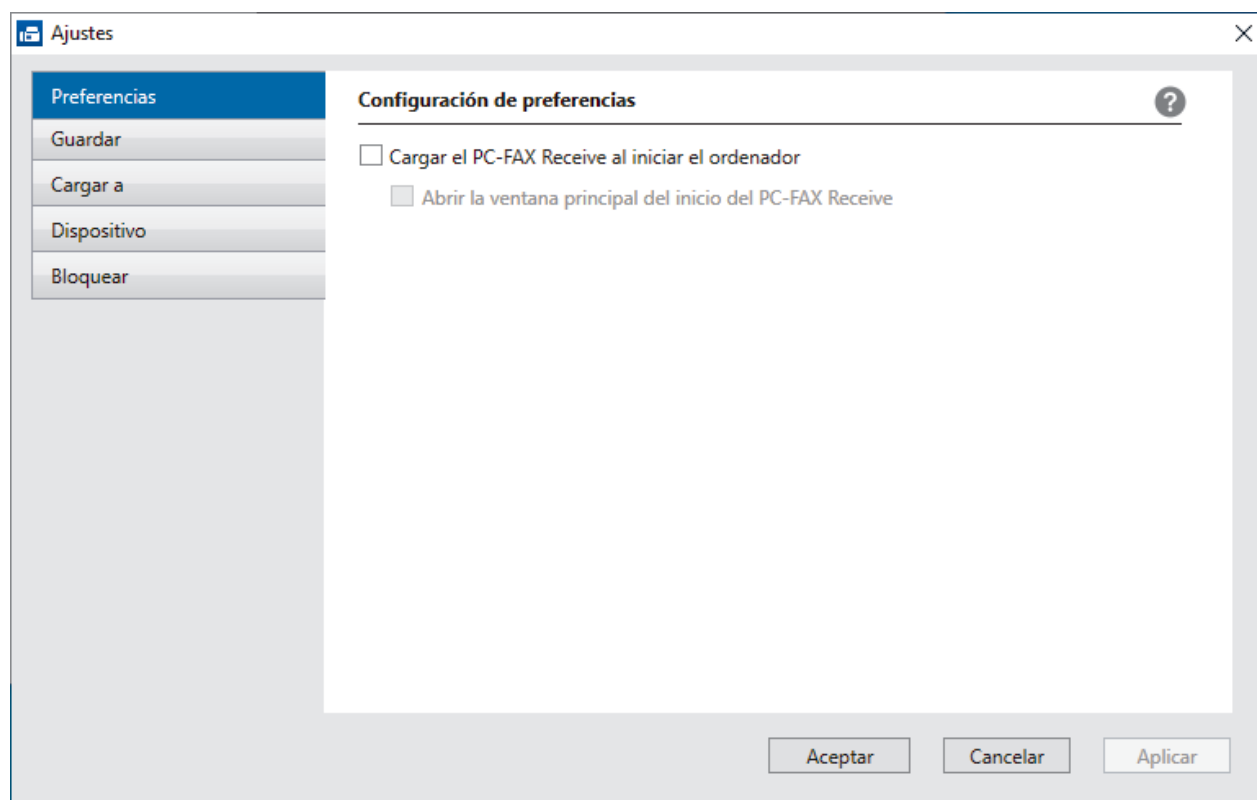 Ajustes
Preferencias
Guardar
Cargar a
Dispositivo
Bloquear
Configuración de preferencias
?
Cargar el PC-FAX Receive al iniciar el ordenador
Abrir la ventana principal del inicio del PC-FAX Receive
Aceptar
Cancelar
Aplicar